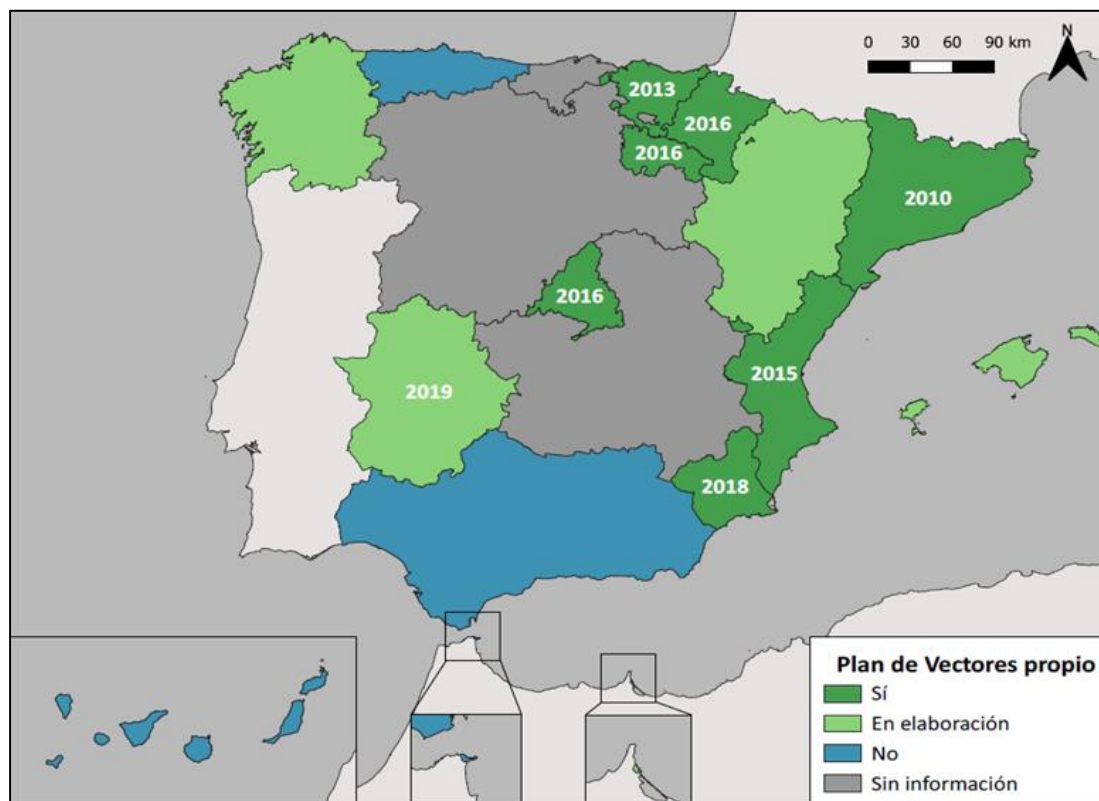 N
0 30 60 90 km
2013
2016
2016
2010
2016
2015
2019
2018
Plan de Vectores propio
Sí
En elaboración
No
Sin información